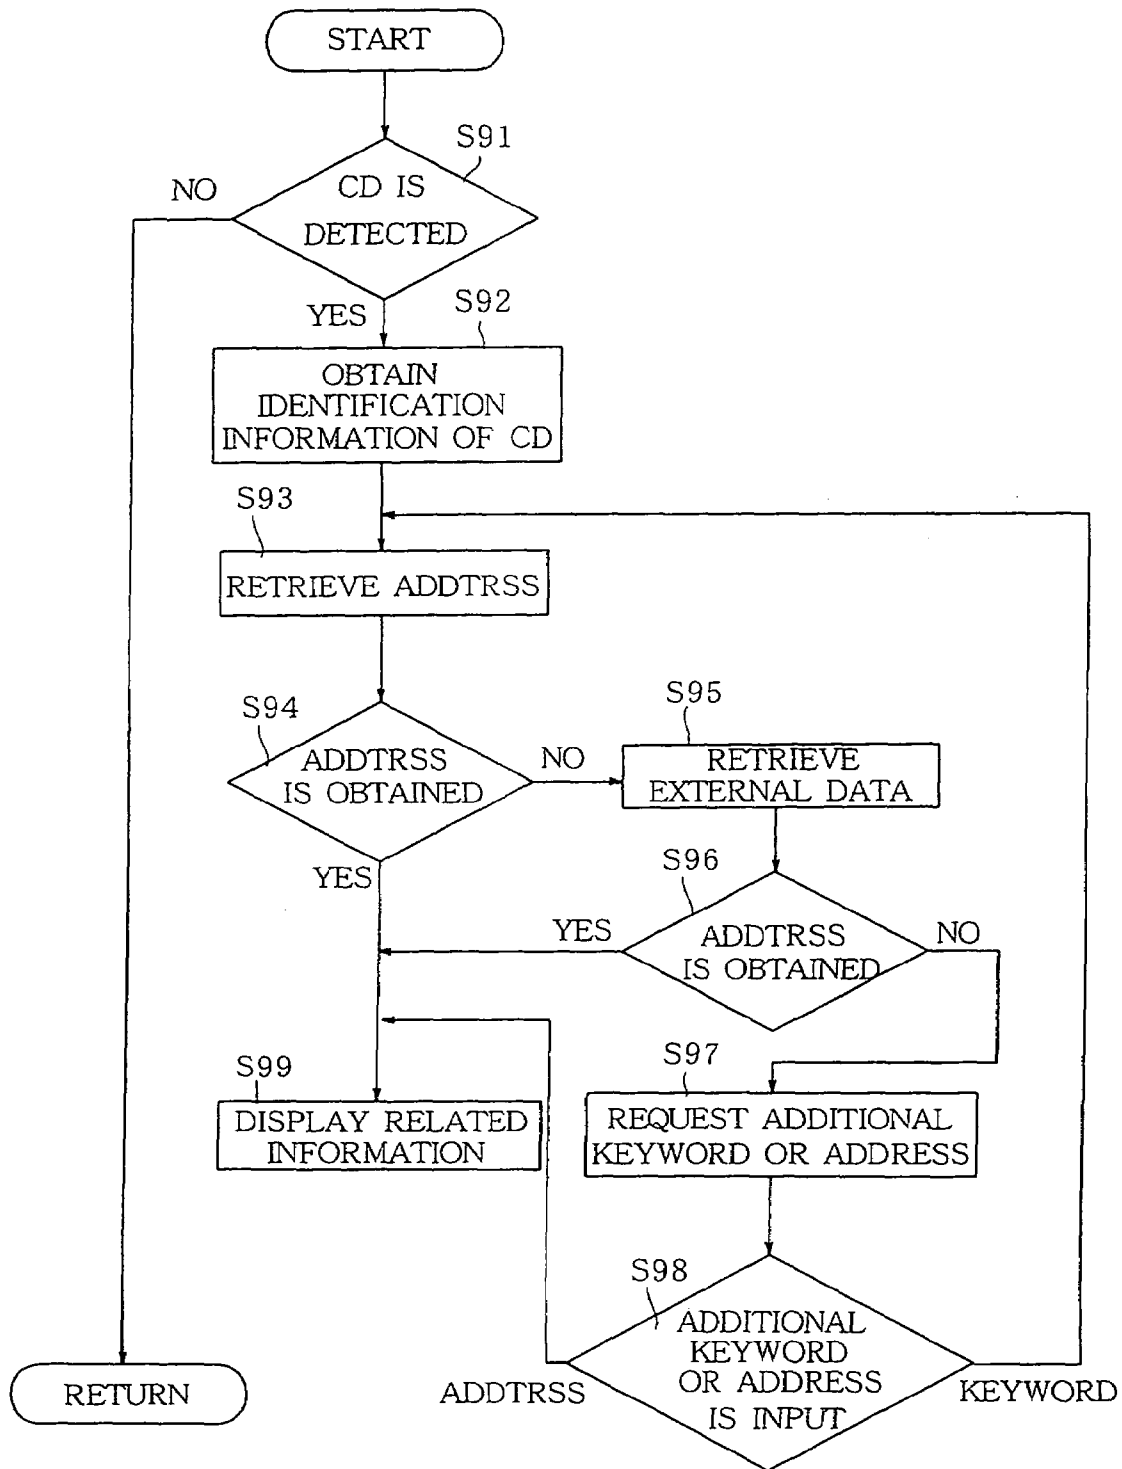 START
S91
NO
CD IS
DETECTED
YES
S92
OBTAIN
IDENTIFICATION
INFORMATION OF CD
S93
RETRIEVE ADDTRSS
S94
ADDTRSS
IS OBTAINED
NO
S95
RETRIEVE
EXTERNAL DATA
YES
S96
YES
ADDTRSS
IS OBTAINED
NO
S97
REQUEST ADDITIONAL
KEYWORD OR ADDRESS
S99
DISPLAY RELATED
INFORMATION
S98
ADDITIONAL
KEYWORD
OR ADDRESS
IS INPUT
ADDTRSS
KEYWORD
RETURN